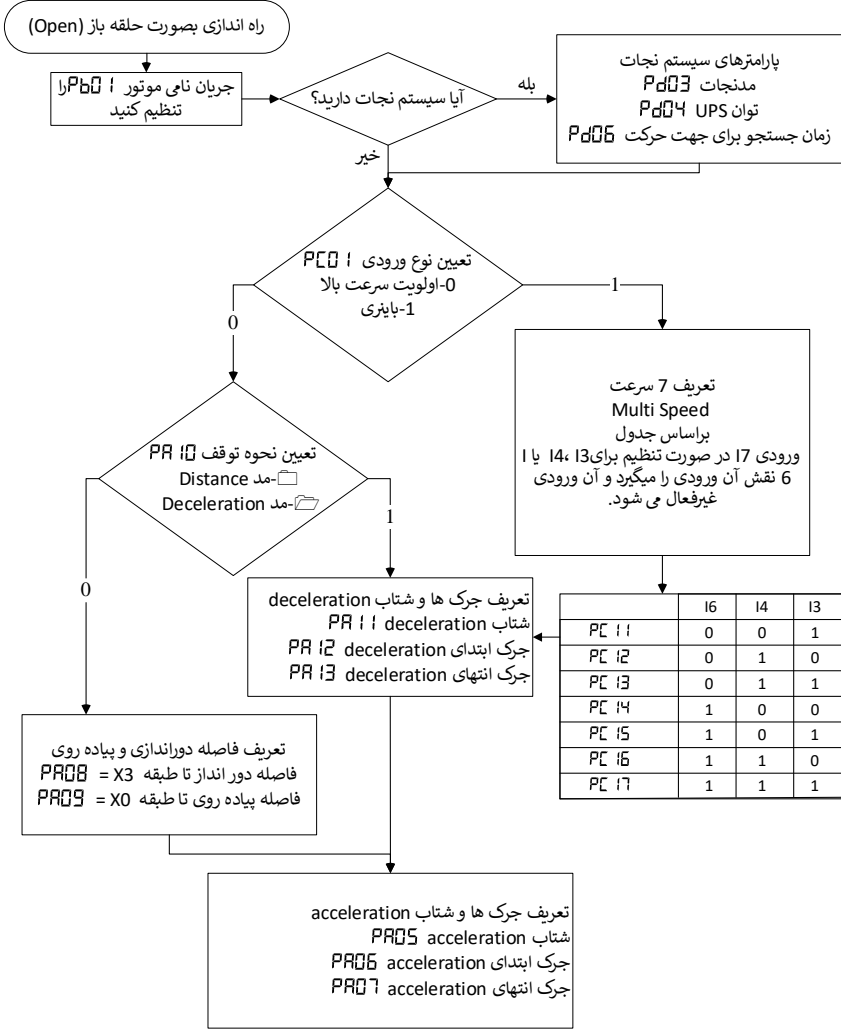 راه اندازی بصورت حلقه باز (Open)
جریان نامی موتور Pb01 را
تنظیم کنید
آیا سیستم نجات دارید؟
بله
پارامترهای سیستم نجات
مدنجات Pd03
توان UPS Pd04
زمان جستجو برای جهت حرکت Pd06
خیر
تعیین نوع ورودی PC01
0-اولویت سرعت بالا
1-باینری
0
1
تعریف 7 سرعت
Multi Speed
براساس جدول
ورودی I7 در صورت تنظیم برای I4، I3 یا I
6 نقش آن ورودی را میگیرد و آن ورودی
غیرفعال می شود.
تعیین نحوه توقف PA10
-مد Distance
-مد Deceleration
0
1
تعریف جرک ها و شتاب deceleration
شتاب deceleration PA11
جرک ابتدای deceleration PA12
جرک انتهای deceleration PA13
I6 I4 I3
PC11 0 0 1
PC12 0 1 0
PC13 0 1 1
PC14 1 0 0
PC15 1 0 1
PC16 1 1 0
PC17 1 1 1
تعریف فاصله دوراندازی و پیاده روی
فاصله دور انداز تا طبقه PA08 = X3
فاصله پیاده روی تا طبقه PA09 = X0
تعریف جرک ها و شتاب acceleration
شتاب acceleration PA05
جرک ابتدای acceleration PA06
جرک انتهای acceleration PA07